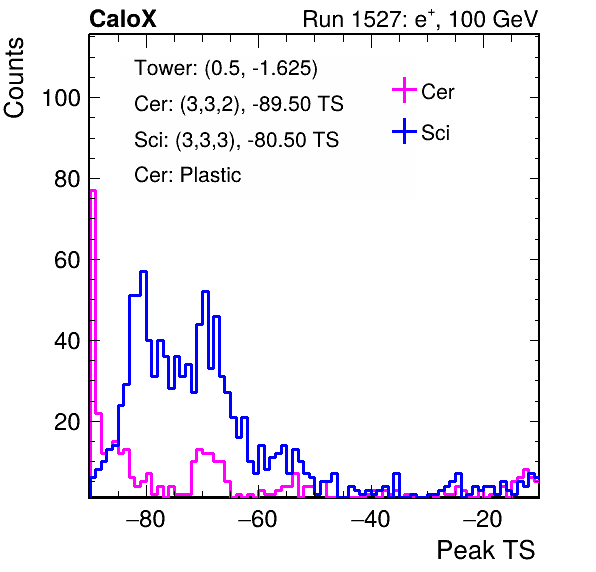 CaloX Run 1527: e⁺, 100 GeV
Counts
Tower: (0.5, -1.625)
Cer: (3,3,2), -89.50 TS
Sci: (3,3,3), -80.50 TS
Cer: Plastic
Cer
Sci
100
80
60
40
20
−80 −60 −40 −20
Peak TS